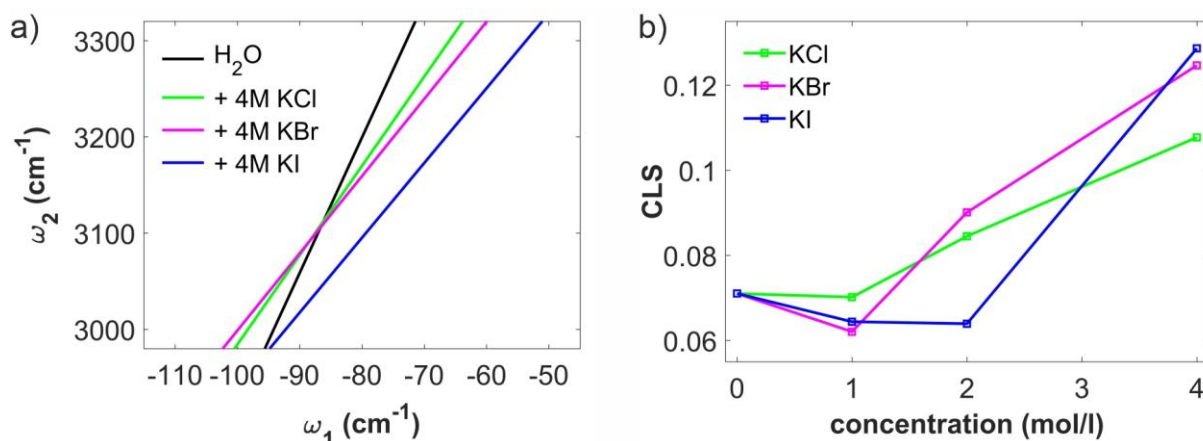 a)
H₂O
+ 4M KCl
+ 4M KBr
+ 4M KI
3300
3200
3100
3000
ω₂ (cm⁻¹)
-110 -100 -90 -80 -70 -60 -50
ω₁ (cm⁻¹)
b)
KCl
KBr
KI
0.12
0.1
0.08
0.06
CLS
0 1 2 3 4
concentration (mol/l)